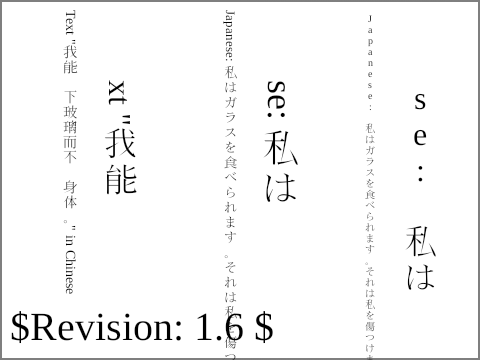 Text "我能 下玻璃而不 身体 。" in Chinese
xt "我能
Japanese: 私はガラスを食べられます 。それは私を傷つ
se: 私は
Japanese: 私はガラスを食べられます 。それは私を傷つけま
se: 私は
$Revision: 1.6 $